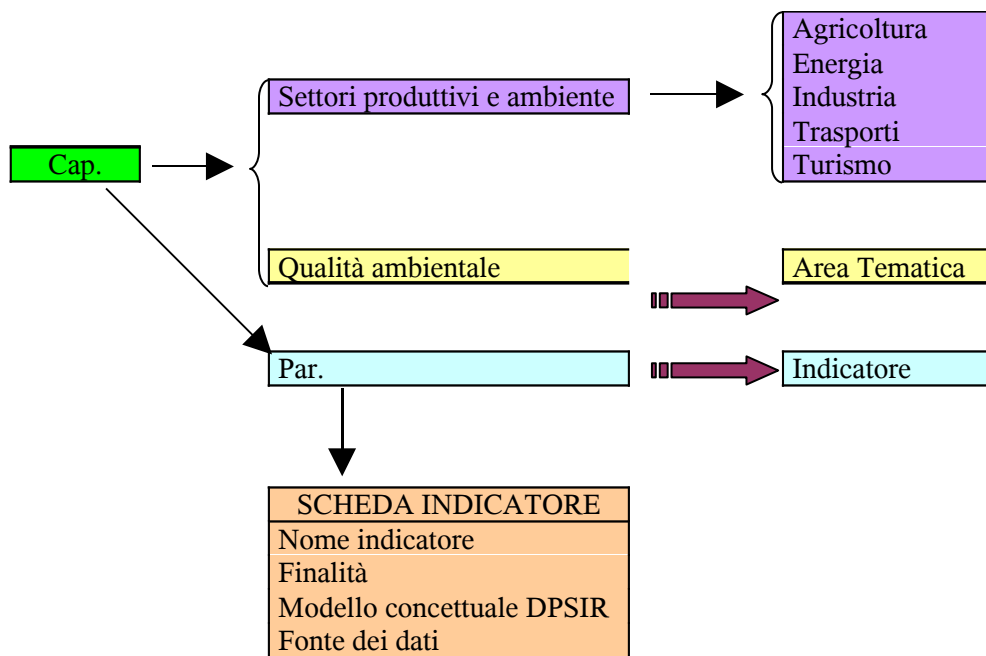 Cap.
Settori produttivi e ambiente
Agricoltura
Energia
Industria
Trasporti
Turismo
Qualità ambientale
Area Tematica
Par.
Indicatore
SCHEDA INDICATORE
Nome indicatore
Finalità
Modello concettuale DPSIR
Fonte dei dati